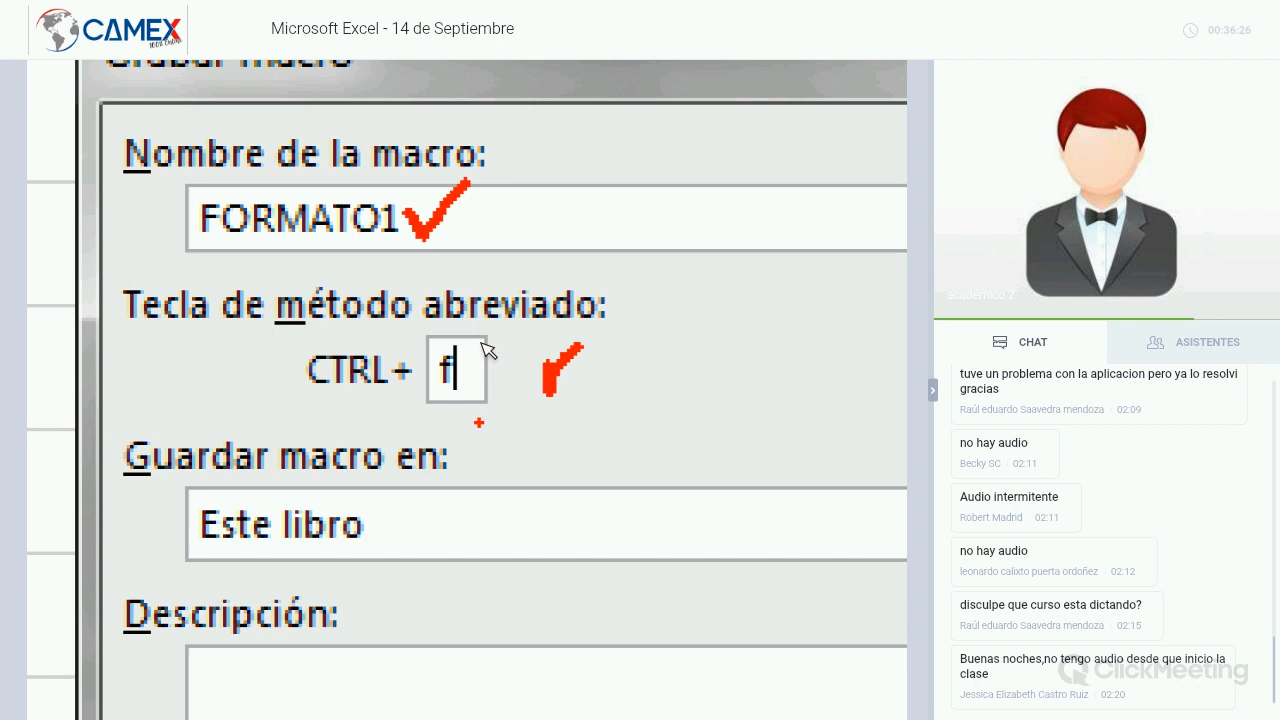 CAMEX
100% Online
Microsoft Excel - 14 de Septiembre
00:36:26
Grabar macro
Nombre de la macro:
FORMATO1
Tecla de método abreviado:
CTRL+ f
Guardar macro en:
Este libro
Descripción:
académico 2
CHAT
ASISTENTES
tuve un problema con la aplicacion pero ya lo resolvi
gracias
Raúl eduardo Saavedra mendoza 02:09
no hay audio
Becky SC 02:11
Audio intermitente
Robert Madrid 02:11
no hay audio
leonardo calixto puerta ordoñez 02:12
disculpe que curso esta dictando?
Raúl eduardo Saavedra mendoza 02:15
Buenas noches,no tengo audio desde que inicio la
clase
Jessica Elizabeth Castro Ruiz 02:20
ClickMeeting